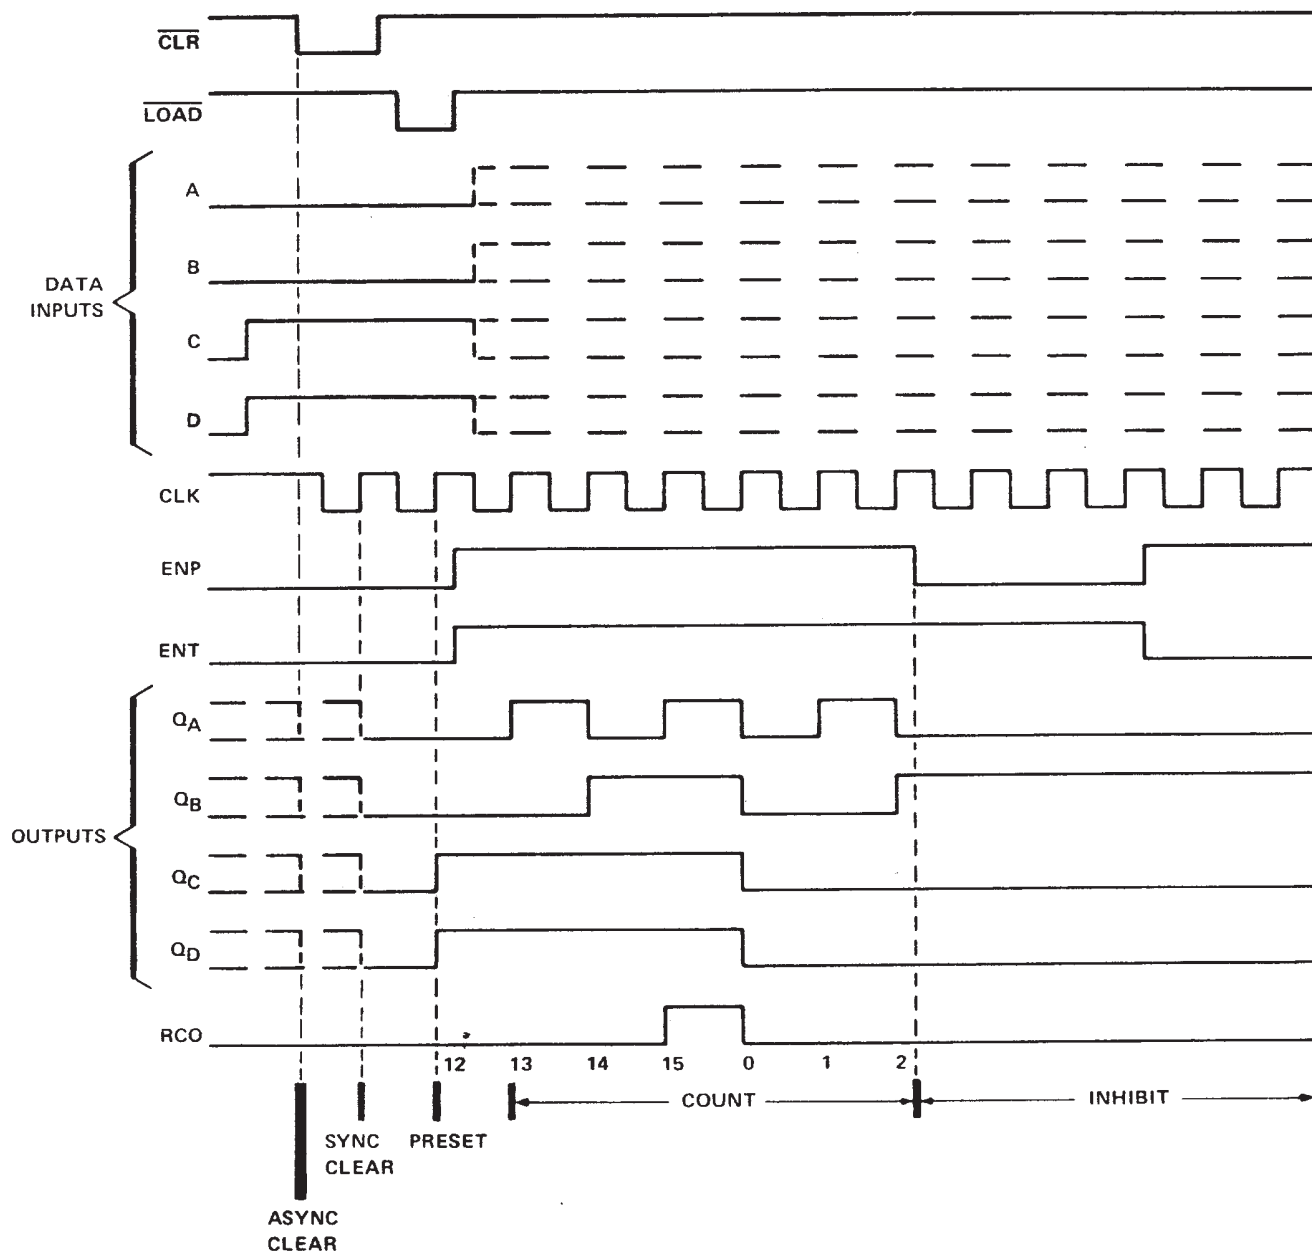 CLR
LOAD
A
B
DATA
INPUTS
C
D
CLK
ENP
ENT
QA
QB
OUTPUTS
QC
QD
RCO
12 13 14 15 0 1 2
COUNT INHIBIT
SYNC PRESET
CLEAR
ASYNC
CLEAR